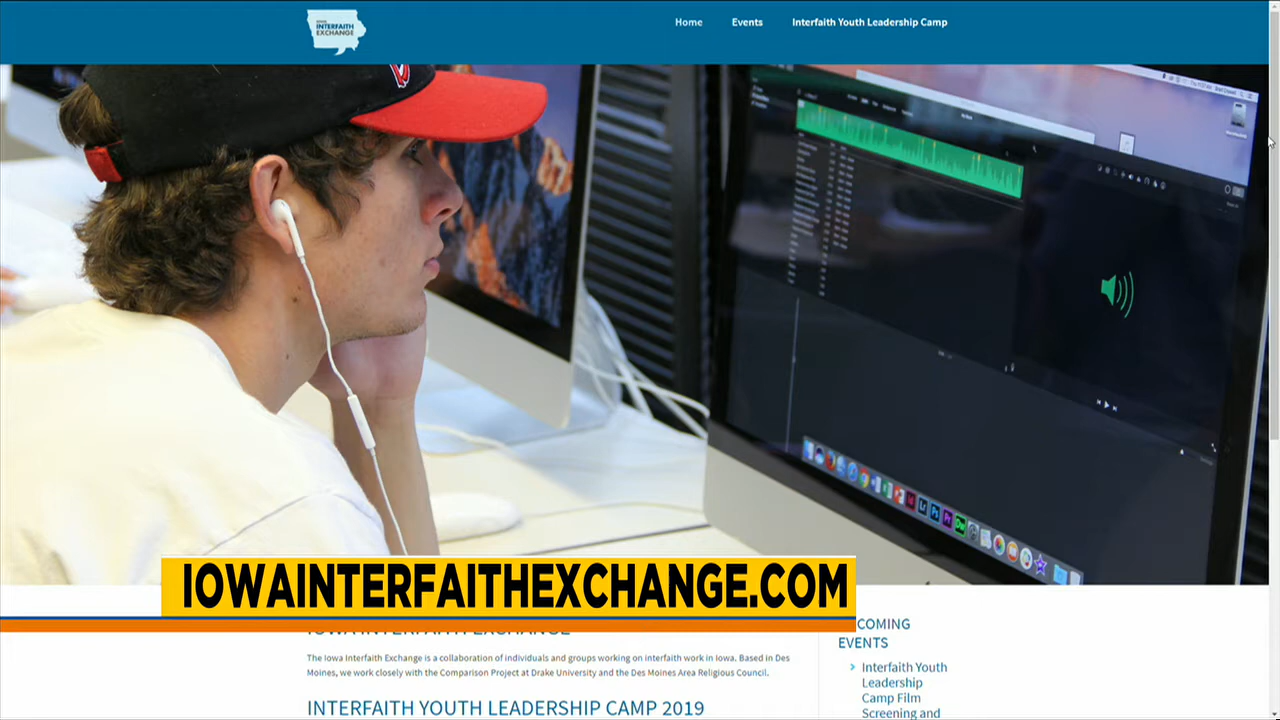 IOWA
INTERFAITH
EXCHANGE
Home
Events
Interfaith Youth Leadership Camp
IOWAINTERFAITHEXCHANGE.COM
IOWA INTERFAITH EXCHANGE
The Iowa Interfaith Exchange is a collaboration of individuals and groups working on interfaith work in Iowa. Based in Des
Moines, we work closely with the Comparison Project at Drake University and the Des Moines Area Religious Council.
INTERFAITH YOUTH LEADERSHIP CAMP 2019
COMING
EVENTS
Interfaith Youth
Leadership
Camp Film
Screening and